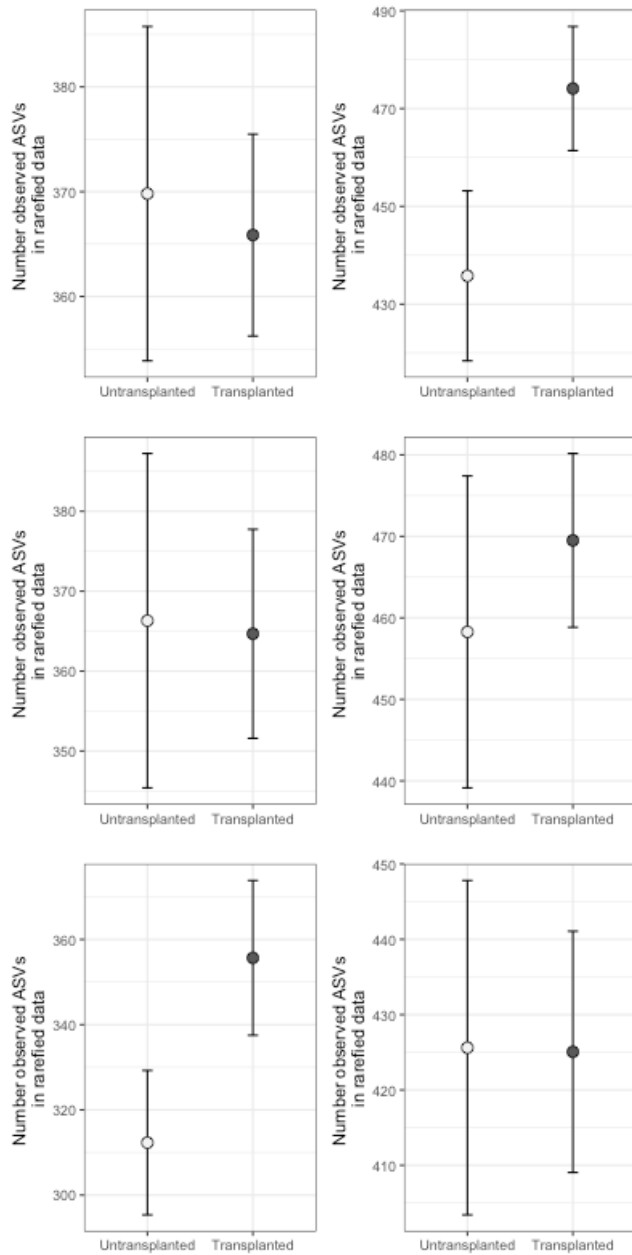 Number observed ASVs
in rarefied data
380
370
360
Untransplanted Transplanted
Number observed ASVs
in rarefied data
490
470
450
430
Untransplanted Transplanted
Number observed ASVs
in rarefied data
380
370
360
350
Untransplanted Transplanted
Number observed ASVs
in rarefied data
480
470
460
450
440
Untransplanted Transplanted
Number observed ASVs
in rarefied data
360
340
320
300
Untransplanted Transplanted
Number observed ASVs
in rarefied data
450
440
430
420
410
Untransplanted Transplanted